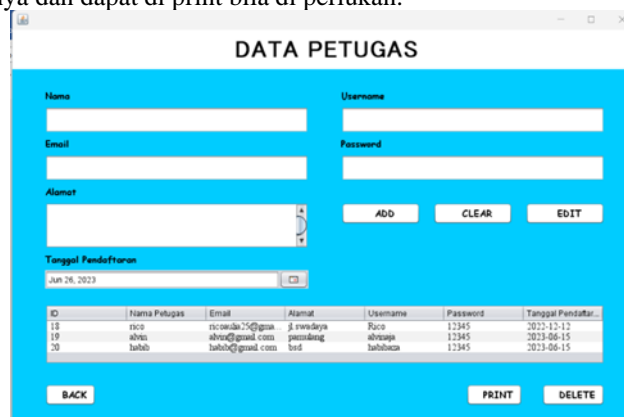 ya dan dapat di print bila di perlukan.
DATA PETUGAS
Nama Username
Email Password
Alamat
ADD CLEAR EDIT
Tanggal Pendaftaran
Jun 26, 2023
ID Nama Petugas Email Alamat Username Password Tanggal Pendaftar...
18 rico ricoaulia25@gma... jl swadaya Rico 12345 2022-12-12
19 alvin alvin@gmail.com pamulang alvinaja 12345 2023-06-15
20 habib habib@gmail.com bsd habibaza 12345 2023-06-15
BACK PRINT DELETE